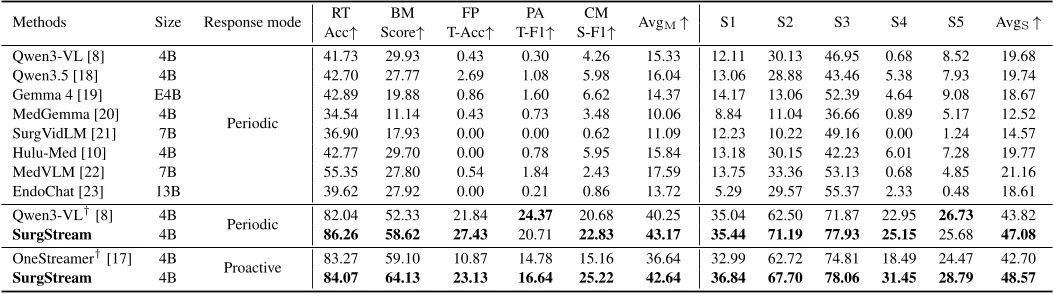 Methods Size Response mode RT Acc↑ BM Score↑ FP T-Acc↑ PA T-F1↑ CM S-F1↑ Avg_M ↑ S1 S2 S3 S4 S5 Avg_S ↑
Qwen3-VL [8] 4B 41.73 29.93 0.43 0.30 4.26 15.33 12.11 30.13 46.95 0.68 8.52 19.68
Qwen3.5 [18] 4B 42.70 27.77 2.69 1.08 5.98 16.04 13.06 28.88 43.46 5.38 7.93 19.74
Gemma 4 [19] E4B 42.89 19.88 0.86 1.60 6.62 14.37 14.17 13.06 52.39 4.64 9.08 18.67
MedGemma [20] 4B 34.54 11.14 0.43 0.73 3.48 10.06 8.84 11.04 36.66 0.89 5.17 12.52
Periodic
SurgVidLM [21] 7B 36.90 17.93 0.00 0.00 0.62 11.09 12.23 10.22 49.16 0.00 1.24 14.57
Hulu-Med [10] 4B 42.77 29.70 0.00 0.78 5.95 15.84 13.18 30.15 42.23 6.01 7.28 19.77
MedVLM [22] 7B 55.35 27.80 0.54 1.84 2.43 17.59 13.75 33.36 53.13 0.68 4.85 21.16
EndoChat [23] 13B 39.62 27.92 0.00 0.21 0.86 13.72 5.29 29.57 55.37 2.33 0.48 18.61
Qwen3-VL† [8] 4B 82.04 52.33 21.84 24.37 20.68 40.25 35.04 62.50 71.87 22.95 26.73 43.82
Periodic
SurgStream 4B 86.26 58.62 27.43 20.71 22.83 43.17 35.44 71.19 77.93 25.15 25.68 47.08
OneStreamer† [17] 4B 83.27 59.10 10.87 14.78 15.16 36.64 32.99 62.72 74.81 18.49 24.47 42.70
Proactive
SurgStream 4B 84.07 64.13 23.13 16.64 25.22 42.64 36.84 67.70 78.06 31.45 28.79 48.57